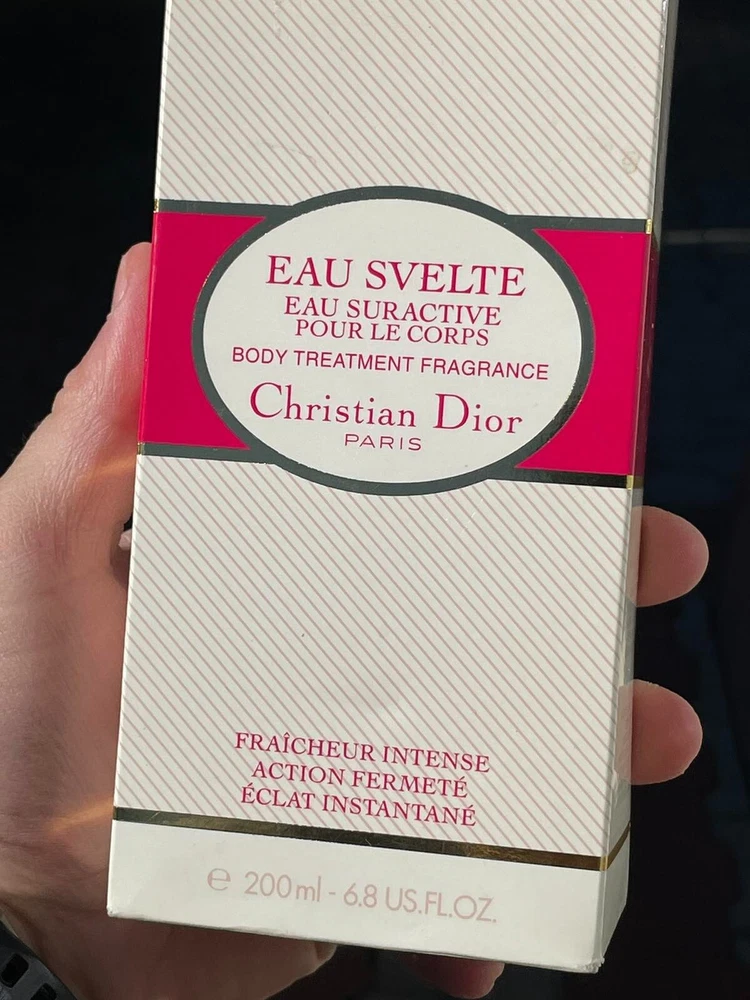 EAU SVELTE
EAU SURACTIVE
POUR LE CORPS
BODY TREATMENT FRAGRANCE
Christian Dior
PARIS
FRAÎCHEUR INTENSE
ACTION FERMETÉ
ÉCLAT INSTANTANÉ
℮ 200 ml - 6.8 US.FL.OZ.